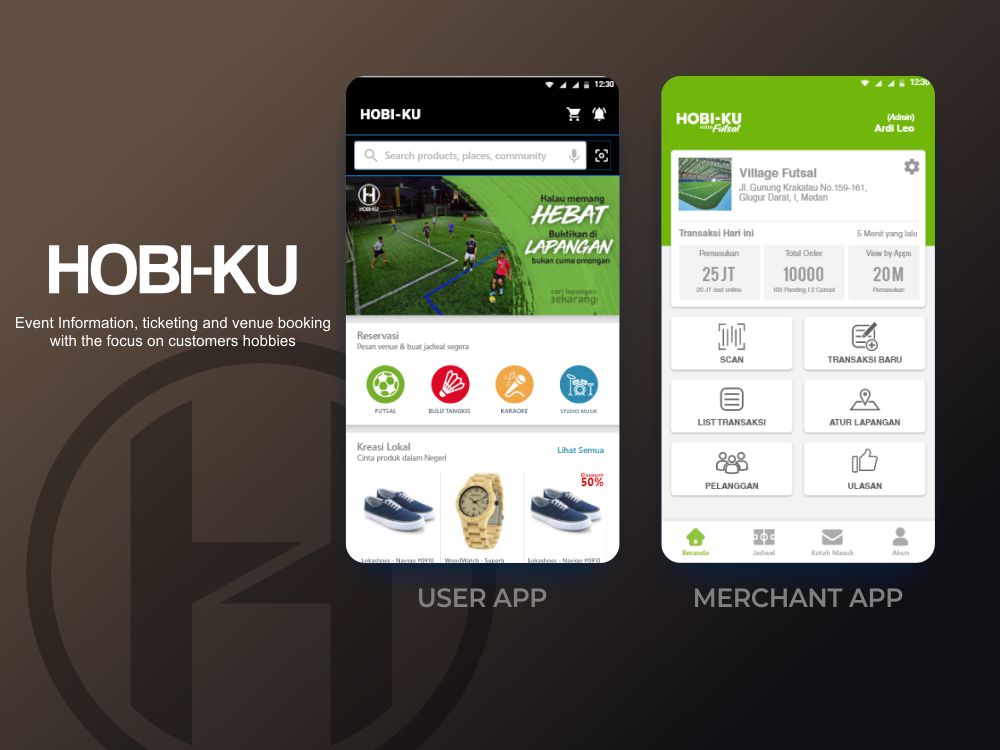 HOBI-KU
Event Information, ticketing and venue booking
with the focus on customers hobbies
12:30
HOBI-KU
Search products, places, community
HOBI-KU
Halau memang
HEBAT
Buktikan di
LAPANGAN
bukan cuma omongan
cari lapangan
sekarang!
Reservasi
Pesan venue & buat jadwal segera
FUTSAL
BULU TANGKIS
KARAOKE
STUDIO MUSIK
Kreasi Lokal
Lihat Semua
Cinta produk dalam Negeri
Discount
50%
Lokashoes - Navigo #0910
WoodWatch - Superb
Lokashoes - Navigo #0910
USER APP
12:30
HOBI-KU
mitra Futsal
(Admin)
Ardi Leo
Village Futsal
Jl. Gunung Krakatau No.159-161,
Glugur Darat, I, Medan
Transaksi Hari ini
5 Menit yang lalu
Pemasukan
25 JT
20 JT dari online
Total Order
10000
100 Pending I 2 Cancel
View by Apps
20 M
Pemasukan
SCAN
TRANSAKSI BARU
LIST TRANSAKSI
ATUR LAPANGAN
PELANGGAN
ULASAN
Beranda
Jadwal
Kotak Masuk
Akun
MERCHANT APP